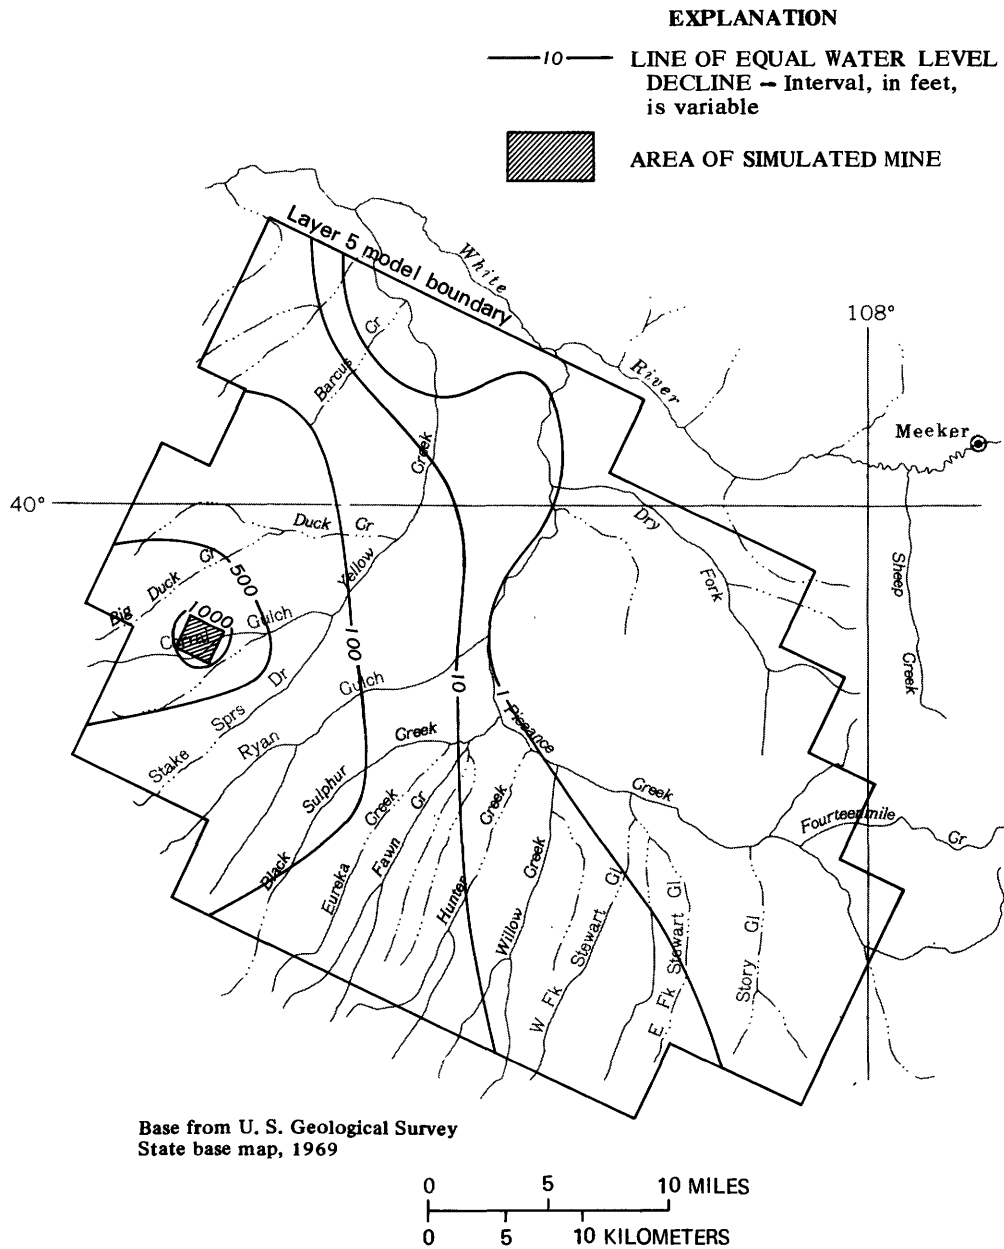 EXPLANATION
10
LINE OF EQUAL WATER LEVEL
DECLINE – Interval, in feet,
is variable
AREA OF SIMULATED MINE
Layer 5 model boundary
White
River
108°
Meeker
Barcus Cr
Creek
40°
Duck Cr
Dry
Fork
Sheep
Creek
Yellow
Big Duck Cr
500
1000
Corral Gulch
100
10
1
Stake Sprs Dr
Ryan Gulch
Piceance
Creek
Black Sulphur Creek
Eureka Creek
Fawn Cr
Hunter Creek
Willow Creek
W Fk Stewart Gl
E Fk Stewart Gl
Story Gl
Fourteenmile Cr
Base from U. S. Geological Survey
State base map, 1969
0 5 10 MILES
0 5 10 KILOMETERS